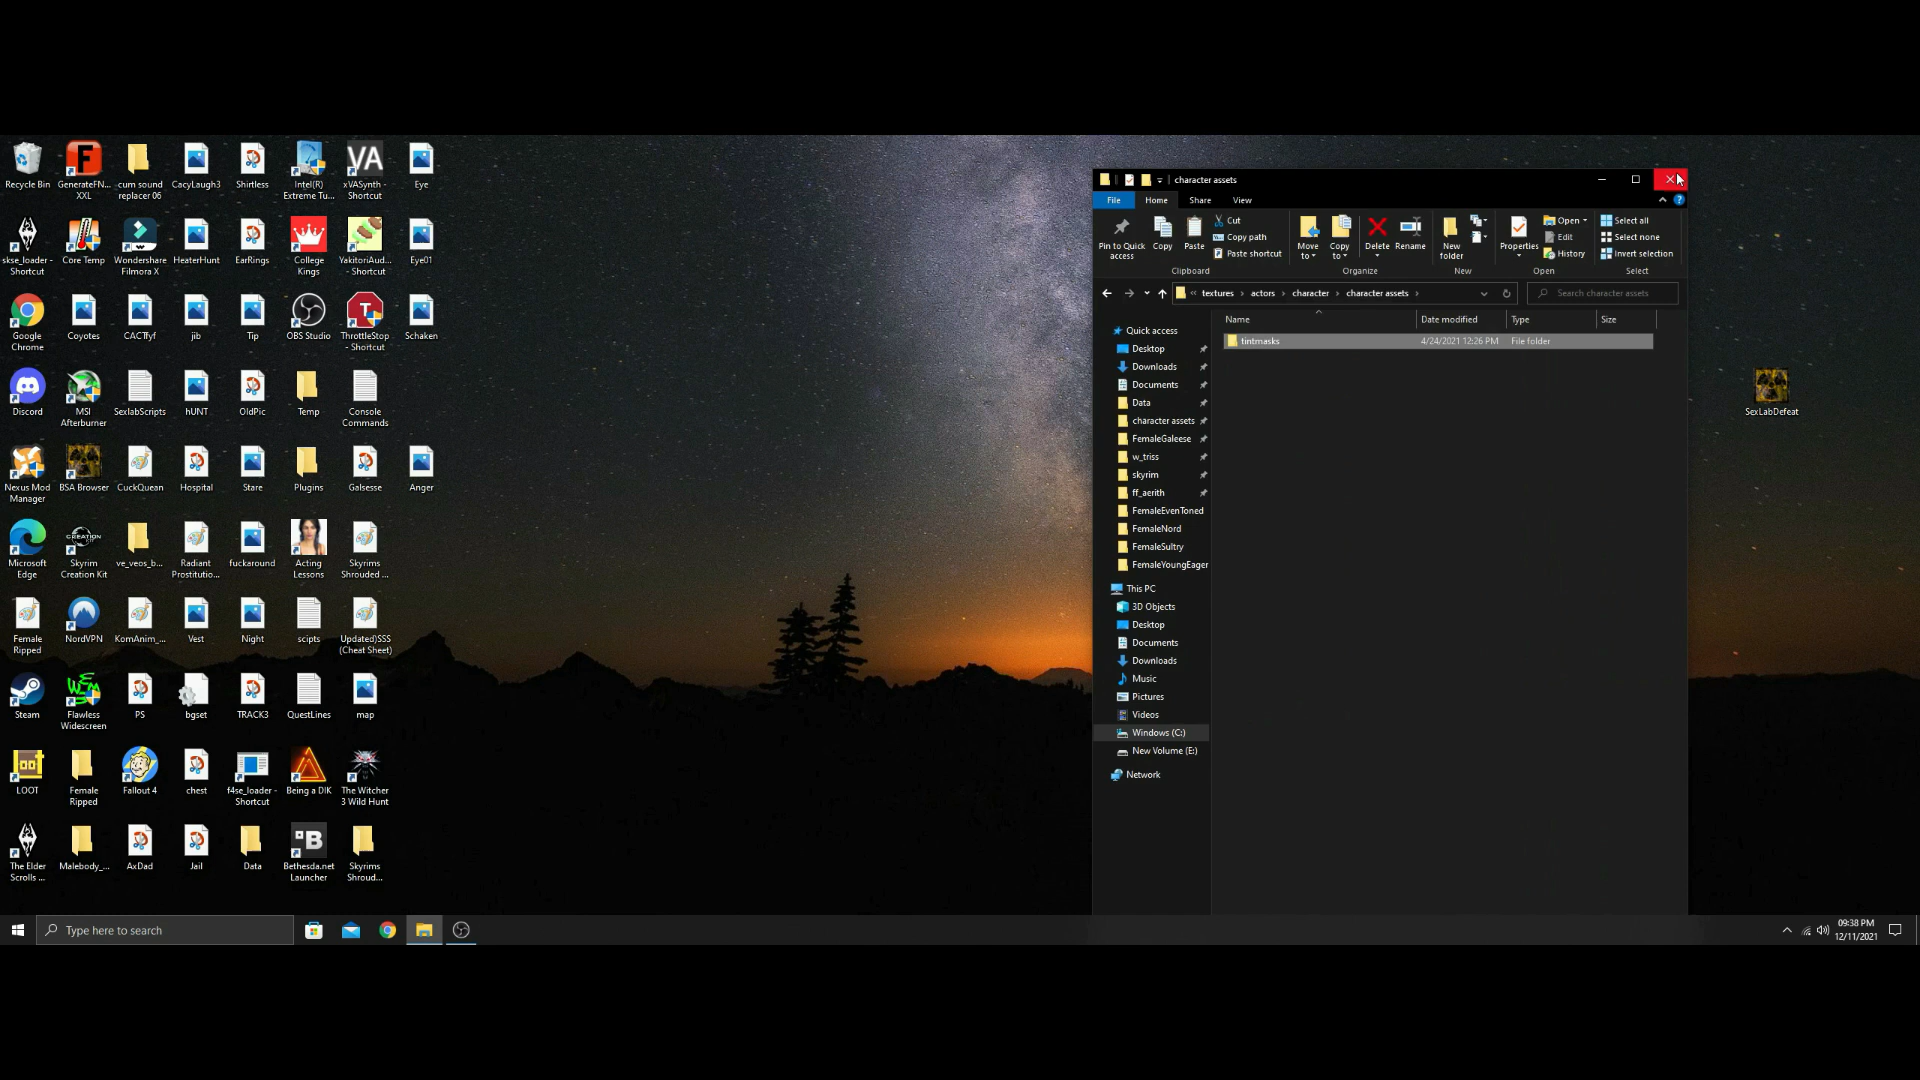 Recycle Bin
GenerateFN...
XXL
cum sound
replacer 06
CacyLaugh3
Shirtless
Intel(R)
Extreme Tu...
VA
xVASynth -
Shortcut
Eye
skse_loader -
Shortcut
Core Temp
Wondershare
Filmora X
HeaterHunt
EarRings
College
Kings
YakitoriAud...
- Shortcut
Eye01
Google
Chrome
Coyotes
CACTfyf
jib
Tip
OBS Studio
ThrottleStop
- Shortcut
Schaken
Discord
MSI
Afterburner
SexlabScripts
hUNT
OldPic
Temp
Console
Commands
Nexus Mod
Manager
BSA Browser
CuckQuean
Hospital
Stare
Plugins
Galsesse
Anger
Microsoft
Edge
CREATION
Skyrim
Creation Kit
ve_veos_b...
Radiant
Prostitutio...
fuckaround
Acting
Lessons
Skyrims
Shrouded ...
Female
Ripped
NordVPN
KomAnim_...
Vest
Night
scipts
Updated)SSS
(Cheat Sheet)
Steam
Flawless
Widescreen
PS
bgset
TRACK3
QuestLines
map
LOOT
Female
Ripped
Fallout 4
chest
f4se_loader -
Shortcut
Being a DIK
The Witcher
3 Wild Hunt
The Elder
Scrolls ...
Malebody_...
AxDad
Jail
Data
B
Bethesda.net
Launcher
Skyrims
Shroud...
character assets
File
Home
Share
View
Pin to Quick
access
Copy
Paste
Cut
Copy path
Paste shortcut
Clipboard
Move
to
Copy
to
Delete
Rename
Organize
New
folder
New
Properties
Open
Edit
History
Open
Select all
Select none
Invert selection
Select
« textures > actors > character > character assets >
Search character assets
Name
Date modified
Type
Size
tintmasks
4/24/2021 12:26 PM
File folder
Quick access
Desktop
Downloads
Documents
Data
character assets
FemaleGaleese
w_triss
skyrim
ff_aerith
FemaleEvenToned
FemaleNord
FemaleSultry
FemaleYoungEager
This PC
3D Objects
Desktop
Documents
Downloads
Music
Pictures
Videos
Windows (C:)
New Volume (E:)
Network
SexLabDefeat
Type here to search
09:38 PM
12/11/2021